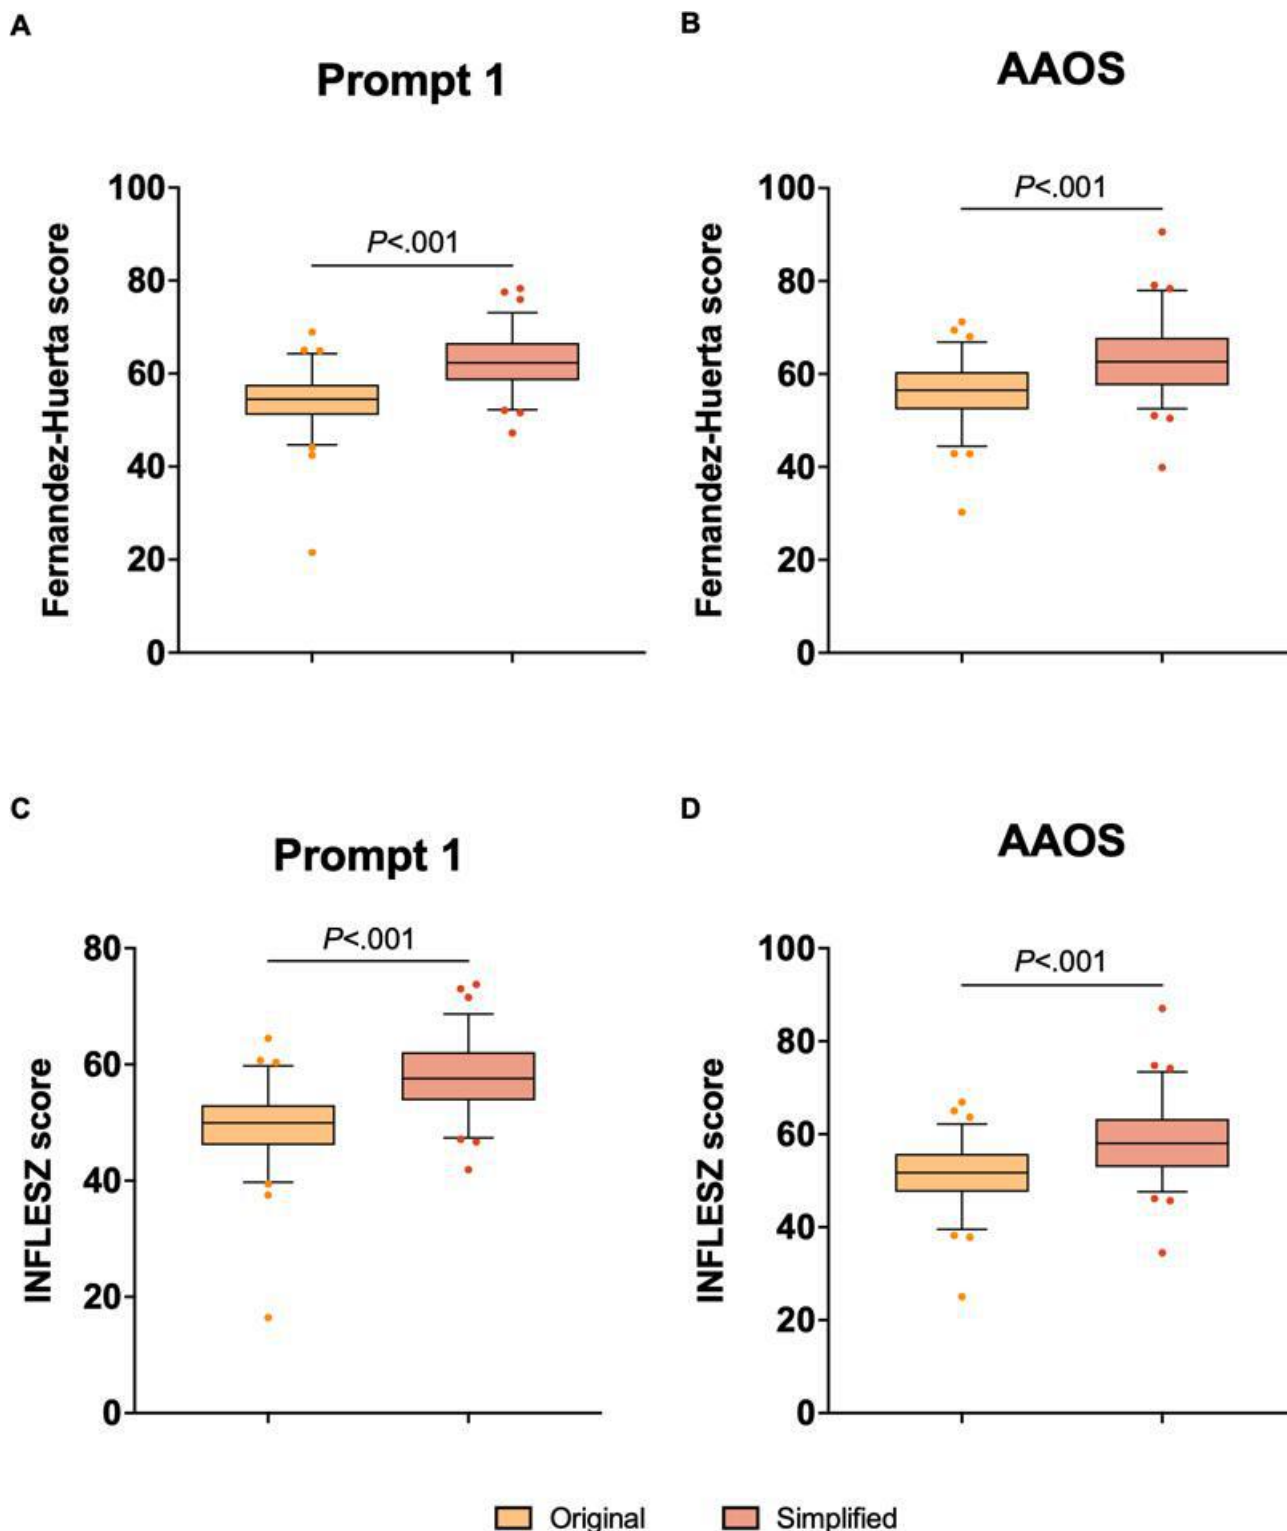 A
Prompt 1
Fernandez-Huerta score
100
80
60
40
20
0
P<.001
B
AAOS
Fernandez-Huerta score
100
80
60
40
20
0
P<.001
C
Prompt 1
INFLESZ score
80
60
40
20
0
P<.001
D
AAOS
INFLESZ score
100
80
60
40
20
0
P<.001
Original
Simplified